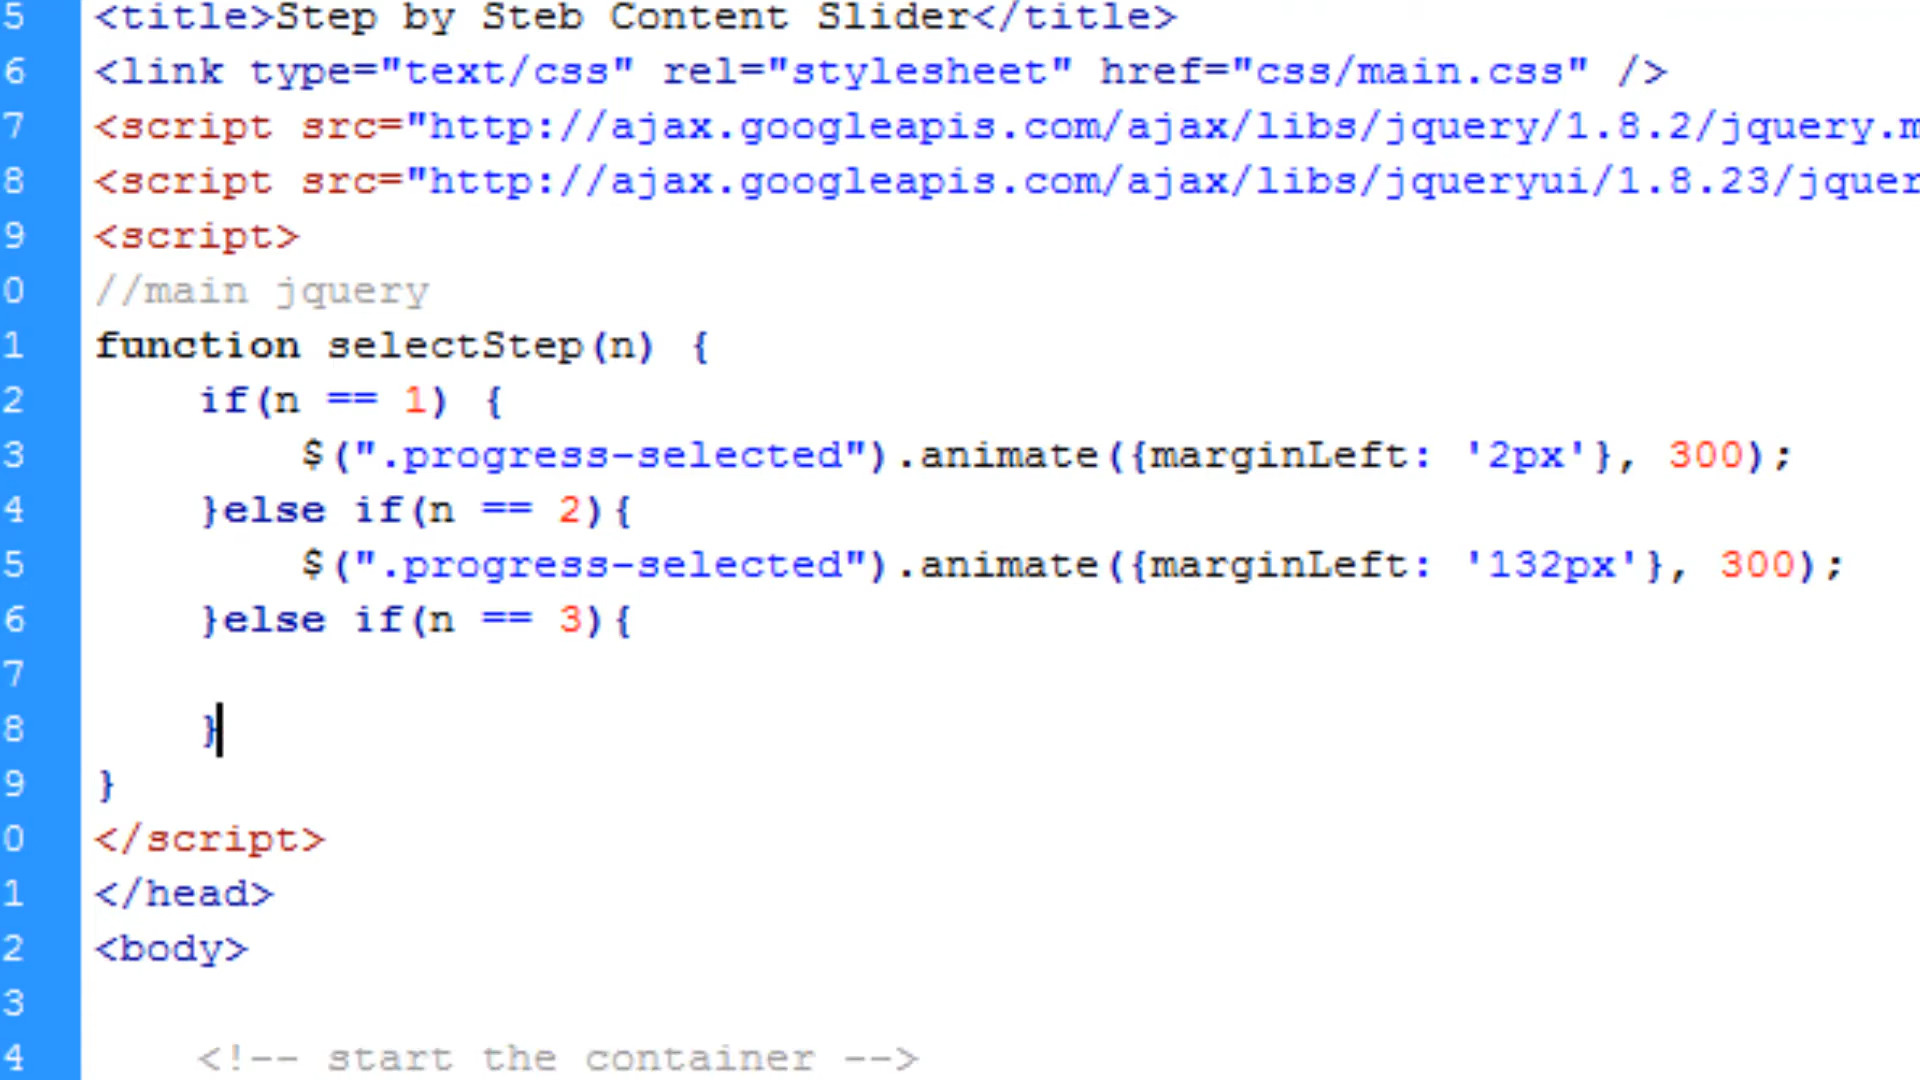 5 <title>Step by Steb Content Slider</title>
6 <link type="text/css" rel="stylesheet" href="css/main.css" />
7 <script src="http://ajax.googleapis.com/ajax/libs/jquery/1.8.2/jquery.m
8 <script src="http://ajax.googleapis.com/ajax/libs/jqueryui/1.8.23/jquer
9 <script>
0 //main jquery
1 function selectStep(n) {
2 if(n == 1) {
3 $(".progress-selected").animate({marginLeft: '2px'}, 300);
4 }else if(n == 2){
5 $(".progress-selected").animate({marginLeft: '132px'}, 300);
6 }else if(n == 3){
7
8 }
9 }
0 </script>
1 </head>
2 <body>
3
4 <!-- start the container -->